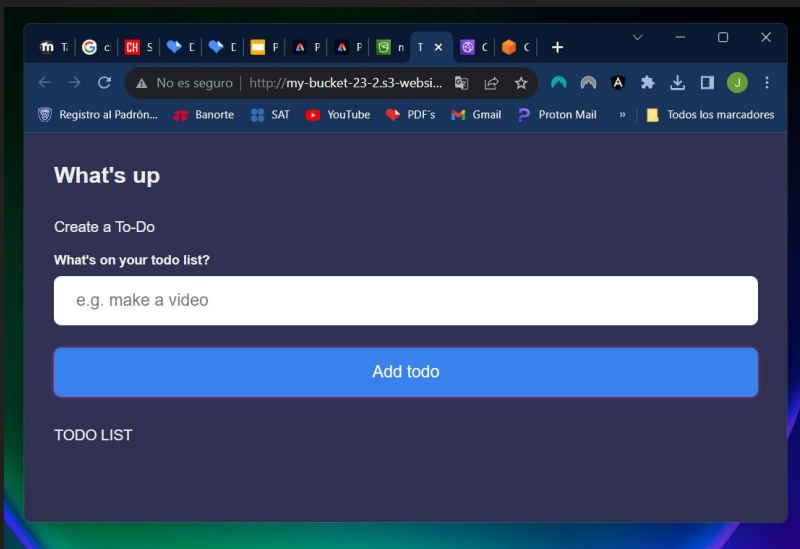 T c CH S D D P P P n T C C
No es seguro | http://my-bucket-23-2.s3-websi...
Registro al Padrón... Banorte SAT YouTube PDF´s Gmail Proton Mail » Todos los marcadores
What's up
Create a To-Do
What's on your todo list?
e.g. make a video
Add todo
TODO LIST